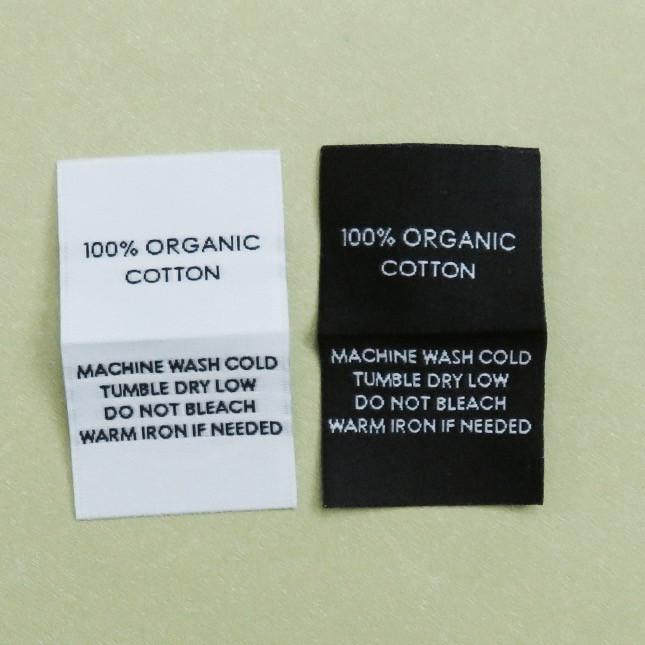 100% ORGANIC
COTTON
MACHINE WASH COLD
TUMBLE DRY LOW
DO NOT BLEACH
WARM IRON IF NEEDED
100% ORGANIC
COTTON
MACHINE WASH COLD
TUMBLE DRY LOW
DO NOT BLEACH
WARM IRON IF NEEDED